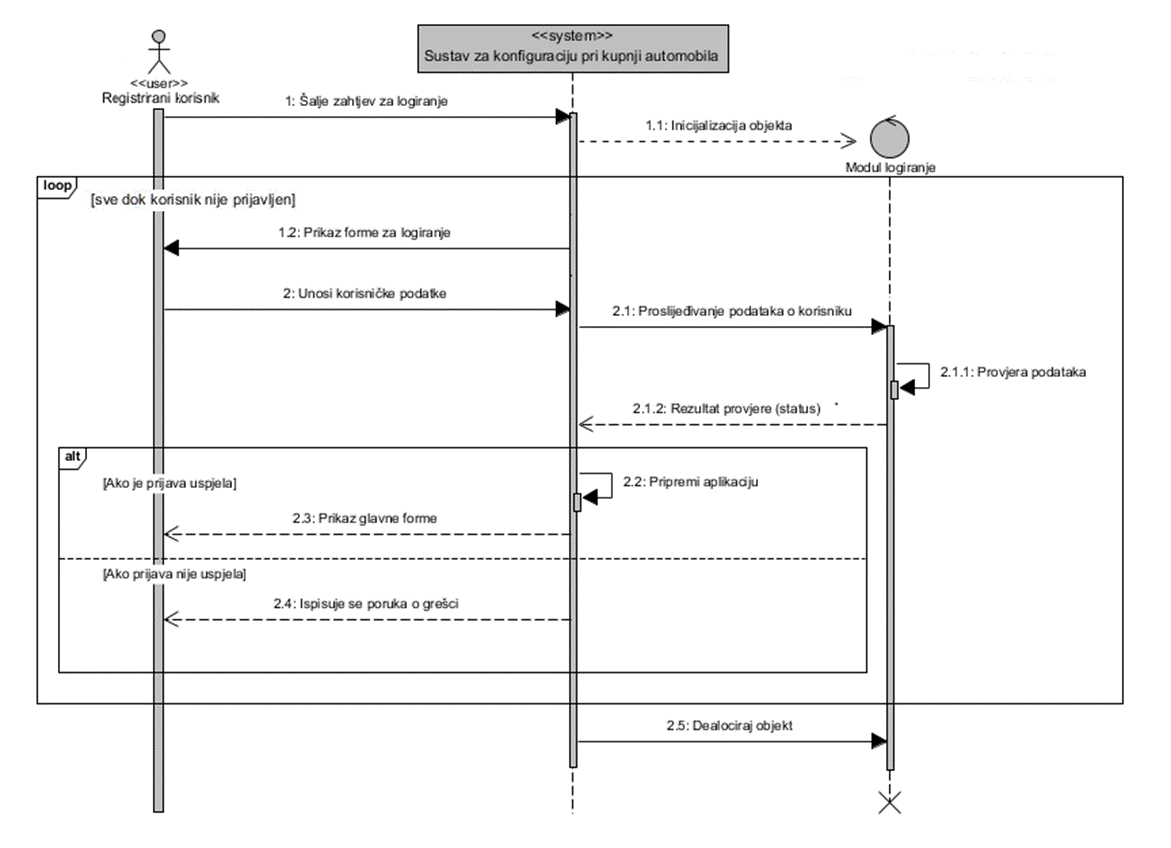 <<system>>
Sustav za konfiguraciju pri kupnji automobila
<<user>>
Registrirani korisnik
1: Šalje zahtjev za logiranje
1.1: Inicijalizacija objekta
Modul logiranje
loop
[sve dok korisnik nije prijavljen]
1.2: Prikaz forme za logiranje
2: Unosi korisničke podatke
2.1: Proslijeđivanje podataka o korisniku
2.1.1: Provjera podataka
2.1.2: Rezultat provjere (status)
alt
[Ako je prijava uspjela]
2.2: Pripremi aplikaciju
2.3: Prikaz glavne forme
[Ako prijava nije uspjela]
2.4: Ispisuje se poruka o grešci
2.5: Dealociraj objekt